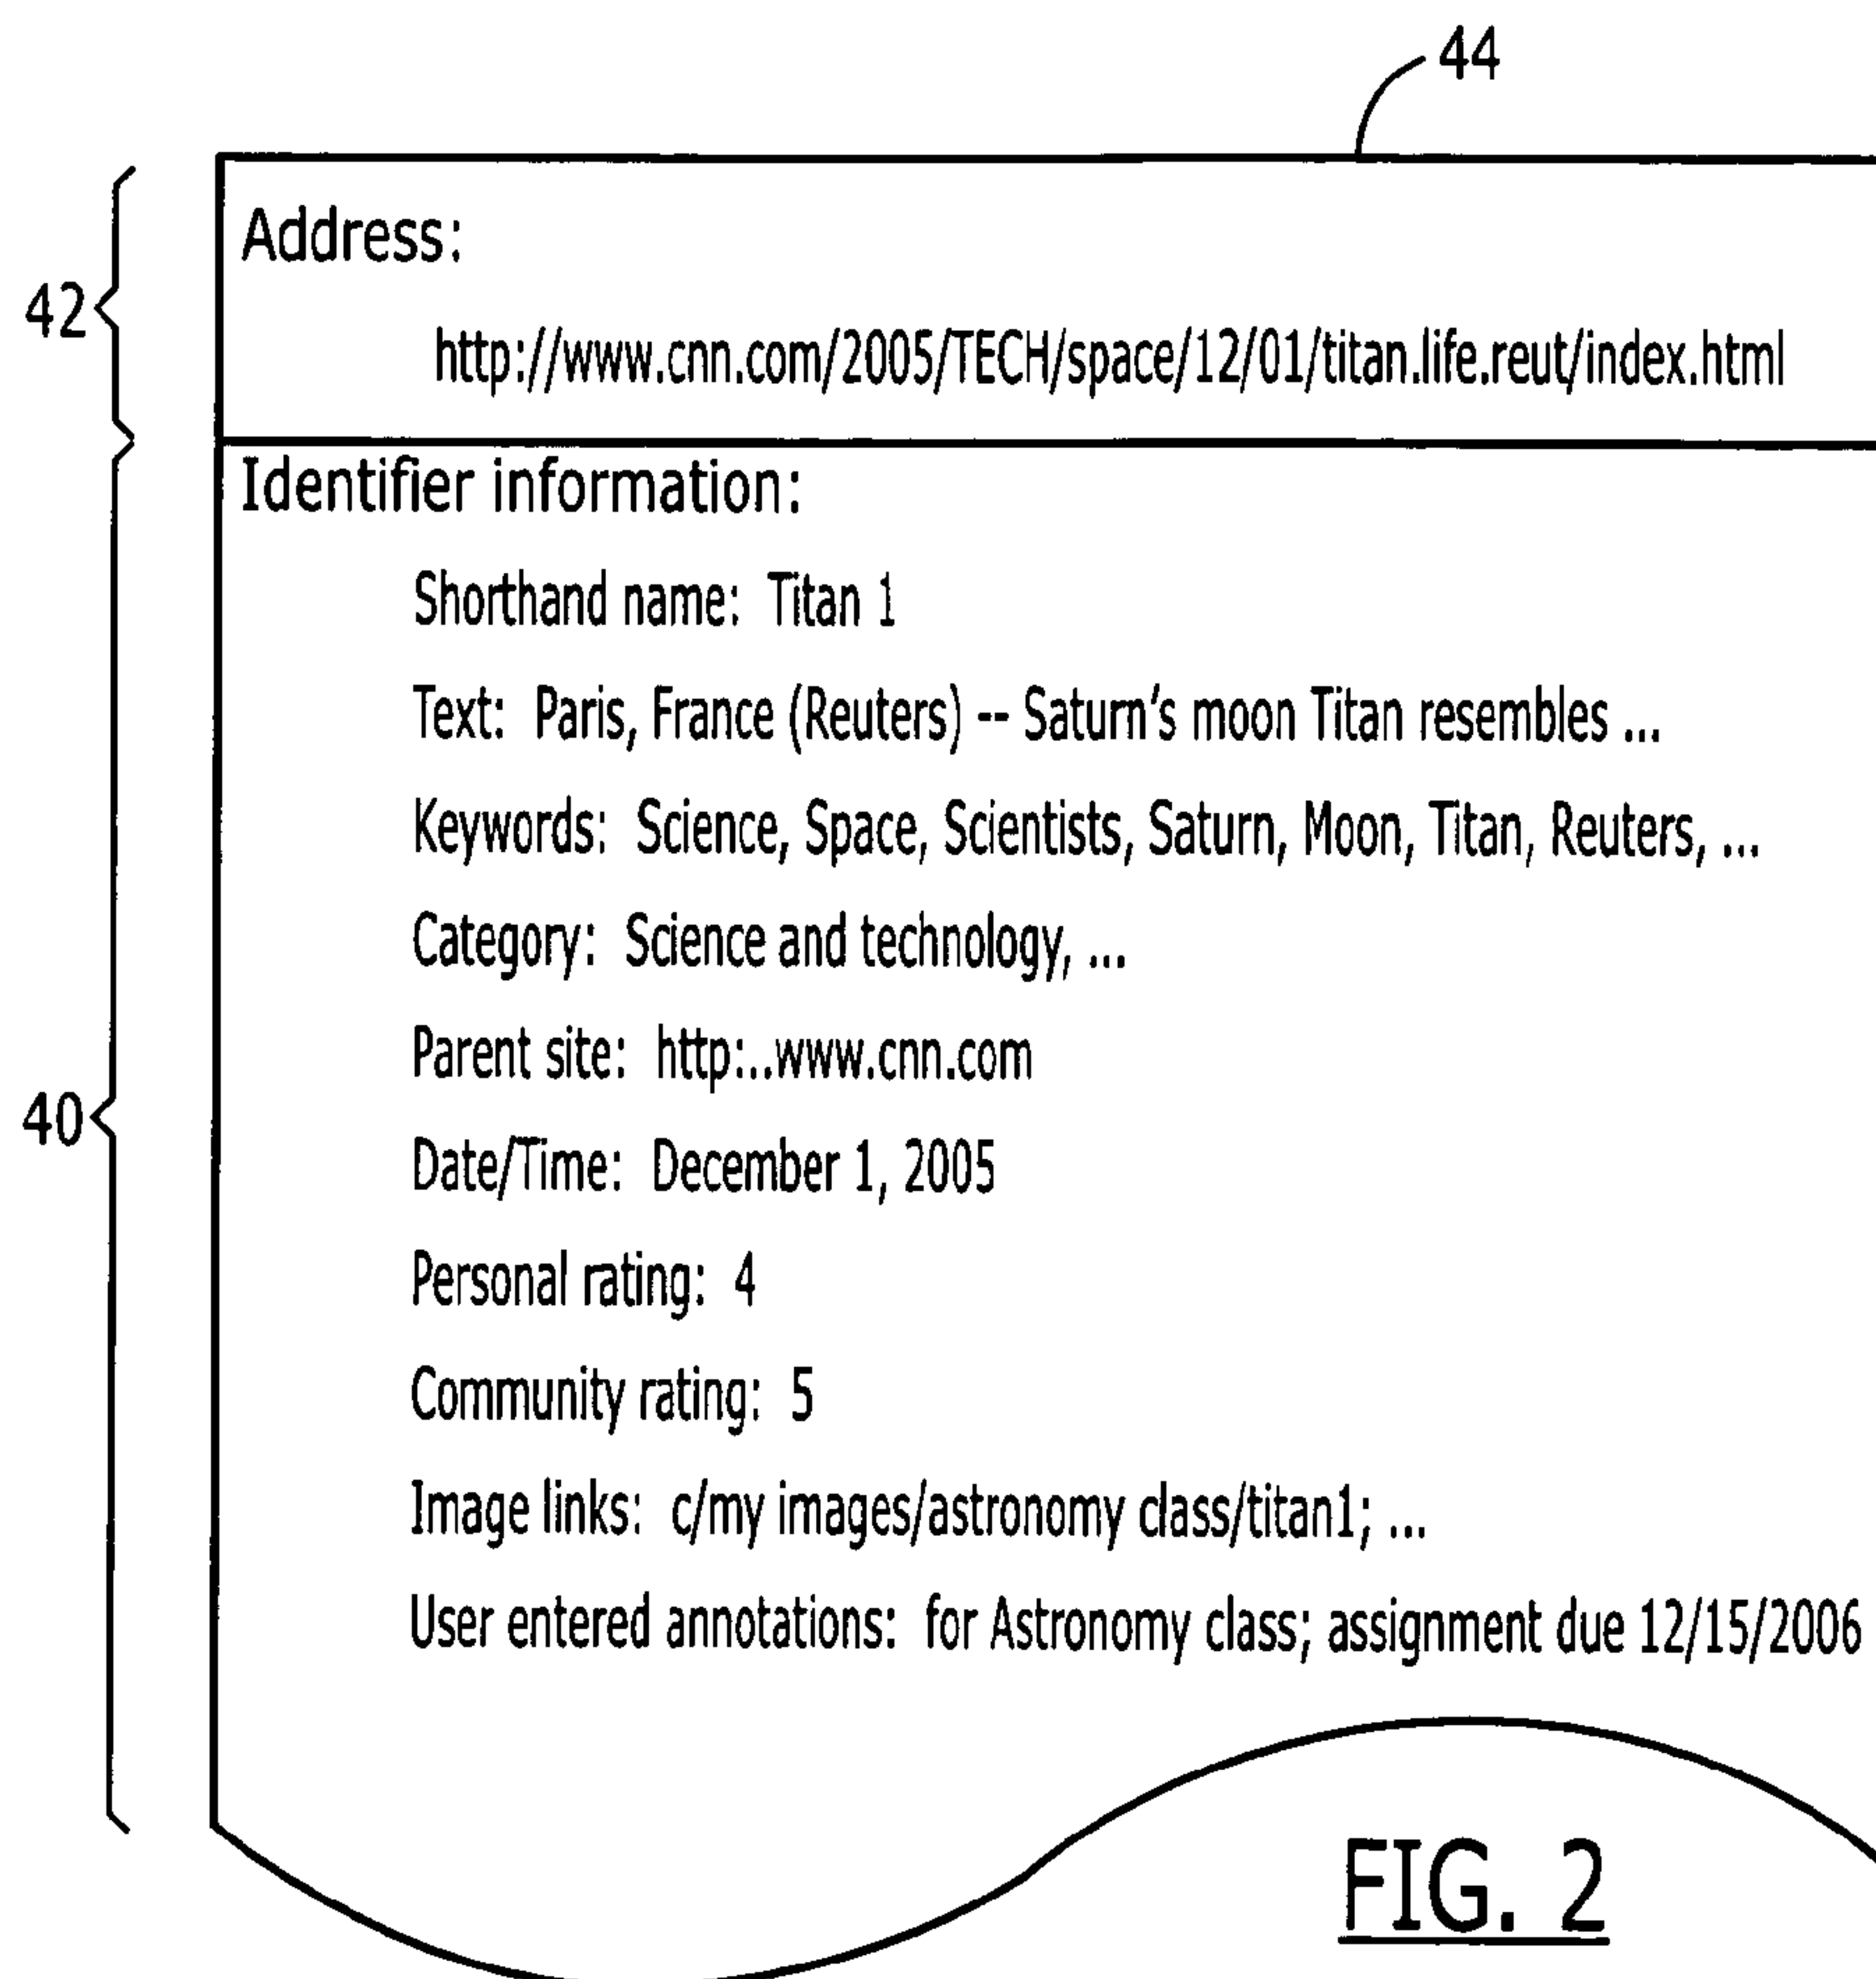 44
42
Address:
http://www.cnn.com/2005/TECH/space/12/01/titan.life.reut/index.html
Identifier information:
Shorthand name: Titan 1
Text: Paris, France (Reuters) -- Saturn's moon Titan resembles ...
Keywords: Science, Space, Scientists, Saturn, Moon, Titan, Reuters, ...
Category: Science and technology, ...
Parent site: http:..www.cnn.com
40
Date/Time: December 1, 2005
Personal rating: 4
Community rating: 5
Image links: c/my images/astronomy class/titan1; ...
User entered annotations: for Astronomy class; assignment due 12/15/2006
FIG. 2